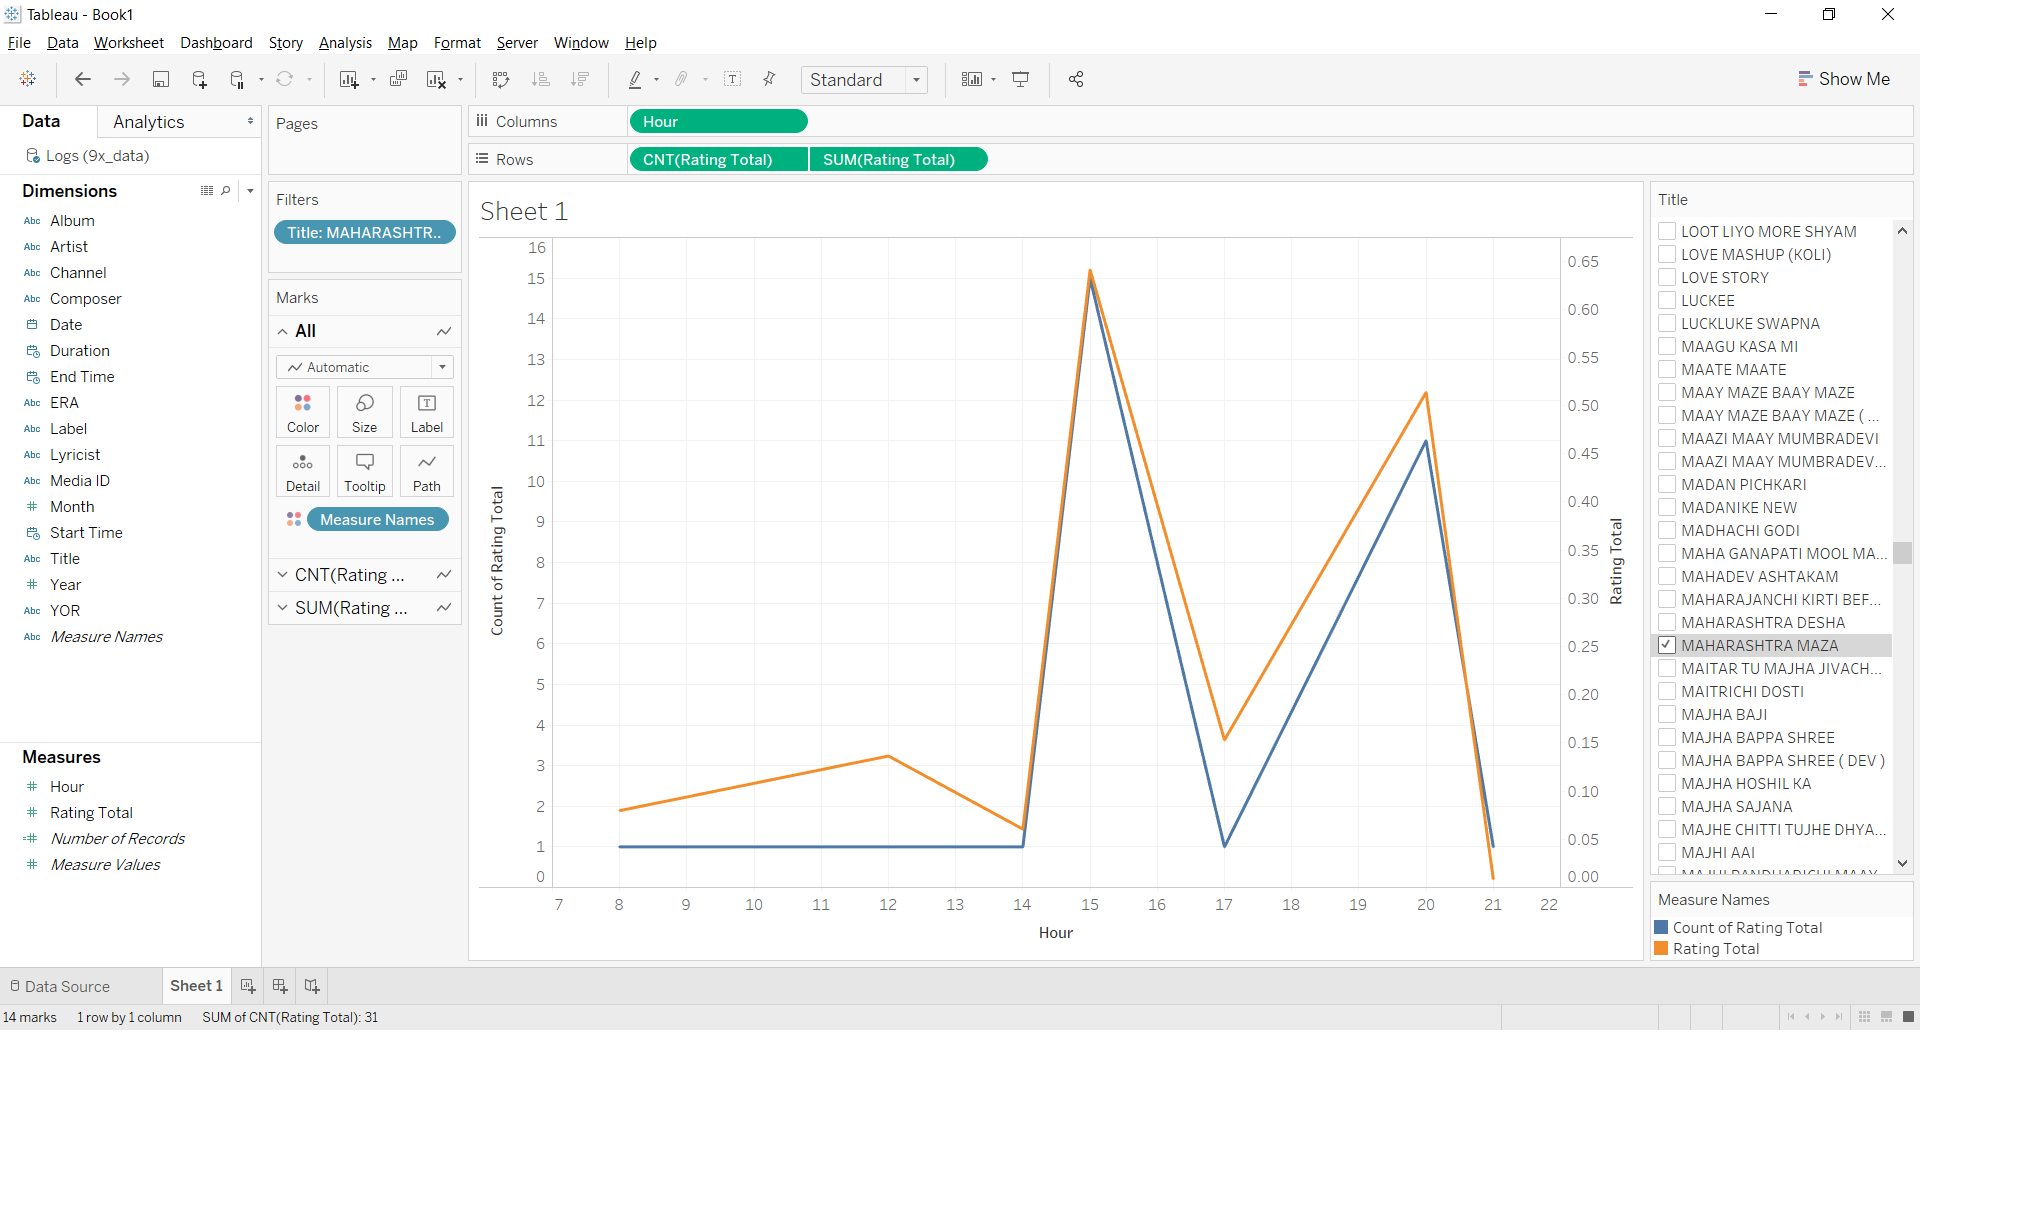 Tableau - Book1
File Data Worksheet Dashboard Story Analysis Map Format Server Window Help
Standard
Show Me
Data
Analytics
Logs (9x_data)
Dimensions
Abc Album
Abc Artist
Abc Channel
Abc Composer
Date
Duration
End Time
Abc ERA
Abc Label
Abc Lyricist
Abc Media ID
# Month
Start Time
Abc Title
# Year
Abc YOR
Abc Measure Names
Measures
# Hour
# Rating Total
=# Number of Records
# Measure Values
Pages
Filters
Title: MAHARASHTR..
Marks
All
Automatic
Color Size Label
Detail Tooltip Path
Measure Names
CNT(Rating ...
SUM(Rating ...
Columns
Hour
Rows
CNT(Rating Total) SUM(Rating Total)
Sheet 1
16
15
14
13
12
11
10
9
8
7
6
5
4
3
2
1
0
Count of Rating Total
7 8 9 10 11 12 13 14 15 16 17 18 19 20 21 22
Hour
0.65
0.60
0.55
0.50
0.45
0.40
0.35
0.30
0.25
0.20
0.15
0.10
0.05
0.00
Rating Total
Title
LOOT LIYO MORE SHYAM
LOVE MASHUP (KOLI)
LOVE STORY
LUCKEE
LUCKLUKE SWAPNA
MAAGU KASA MI
MAATE MAATE
MAAY MAZE BAAY MAZE
MAAY MAZE BAAY MAZE ( ...
MAAZI MAAY MUMBRADEVI
MAAZI MAAY MUMBRADEV...
MADAN PICHKARI
MADANIKE NEW
MADHACHI GODI
MAHA GANAPATI MOOL MA...
MAHADEV ASHTAKAM
MAHARAJANCHI KIRTI BEF...
MAHARASHTRA DESHA
MAHARASHTRA MAZA
MAITAR TU MAJHA JIVACH...
MAITRICHI DOSTI
MAJHA BAJI
MAJHA BAPPA SHREE
MAJHA BAPPA SHREE ( DEV )
MAJHA HOSHIL KA
MAJHA SAJANA
MAJHE CHITTI TUJHE DHYA...
MAJHI AAI
Measure Names
Count of Rating Total
Rating Total
Data Source
Sheet 1
14 marks 1 row by 1 column SUM of CNT(Rating Total): 31